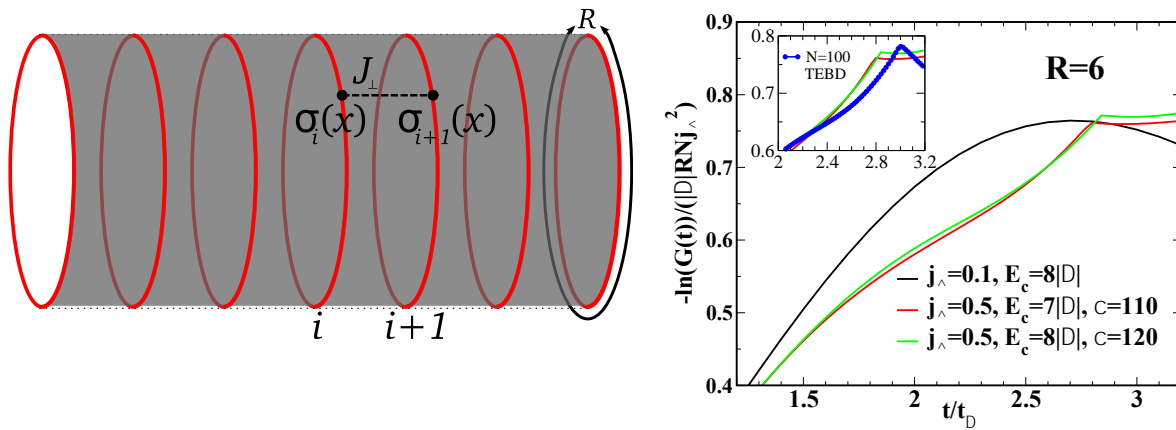 R
J⊥
σi(x) σi+1(x)
i i+1
-ln(G(t))/(|D|RNj^2)
0.9
0.8
0.7
0.6
0.5
0.4
1.5 2 2.5 3
t/tD
R=6
0.8
0.7
0.6
2 2.4 2.8 3.2
N=100
TEBD
j^=0.1, Ec=8|D|
j^=0.5, Ec=7|D|, c=110
j^=0.5, Ec=8|D|, c=120